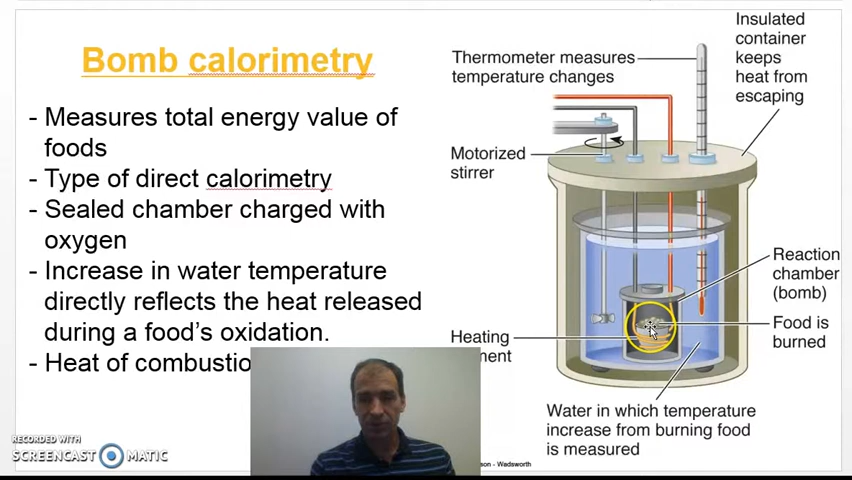 Bomb calorimetry
- Measures total energy value of
foods
- Type of direct calorimetry
- Sealed chamber charged with
oxygen
- Increase in water temperature
directly reflects the heat released
during a food's oxidation.
- Heat of
Insulated
container
keeps
heat from
escaping
Thermometer measures
temperature changes
Motorized
stirrer
Reaction
chamber
(bomb)
Food is
burned
Heating
Water in which temperature
increase from burning food
is measured
RECORDED WITH
SCREENCAST MATIC
- Wadsworth